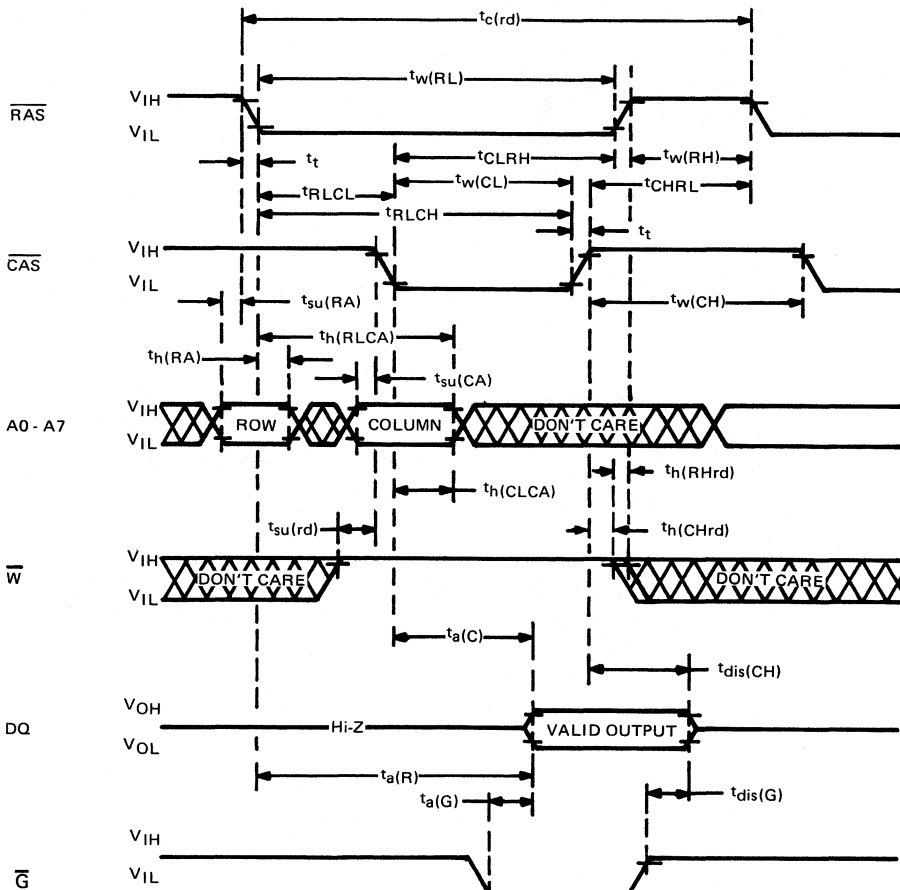 tc(rd)
tw(RL)
VIH
RAS
VIL
tCLRH
tw(RH)
tt
tw(CL)
tCHRL
tRLCL
tRLCH
tt
VIH
CAS
VIL
tsu(RA)
tw(CH)
th(RLCA)
th(RA)
tsu(CA)
VIH
A0 - A7
ROW
COLUMN
DON'T CARE
VIL
th(RHrd)
th(CLCA)
tsu(rd)
th(CHrd)
VIH
W
DON'T CARE
DON'T CARE
VIL
ta(C)
tdis(CH)
VOH
DQ
Hi-Z
VALID OUTPUT
VOL
ta(R)
ta(G)
tdis(G)
VIH
G
VIL